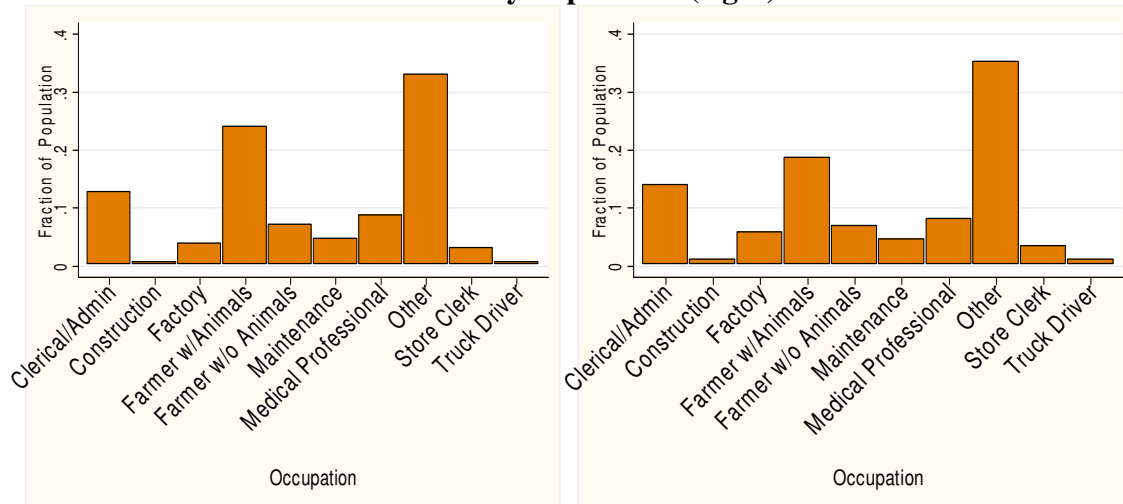 Fraction of Population
.4
.3
.2
.1
0
Clerical/Admin
Construction
Factory
Farmer w/Animals
Farmer w/o Animals
Maintenance
Medical Professional
Other
Store Clerk
Truck Driver
Occupation
Fraction of Population
.4
.3
.2
.1
0
Clerical/Admin
Construction
Factory
Farmer w/Animals
Farmer w/o Animals
Maintenance
Medical Professional
Other
Store Clerk
Truck Driver
Occupation